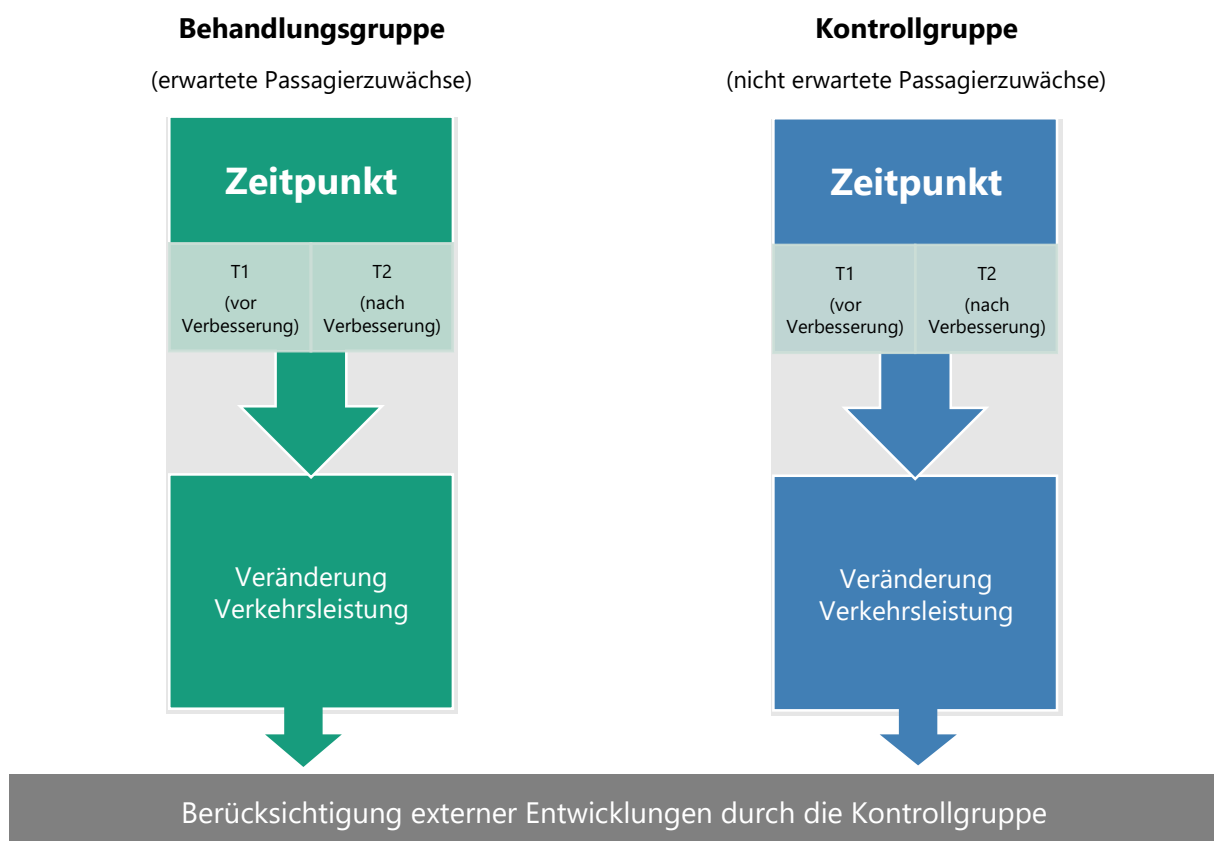 Behandlungsgruppe
(erwartete Passagierzuwächse)
Zeitpunkt
T1
(vor
Verbesserung)
T2
(nach
Verbesserung)
Veränderung
Verkehrsleistung
Kontrollgruppe
(nicht erwartete Passagierzuwächse)
Zeitpunkt
T1
(vor
Verbesserung)
T2
(nach
Verbesserung)
Veränderung
Verkehrsleistung
Berücksichtigung externer Entwicklungen durch die Kontrollgruppe